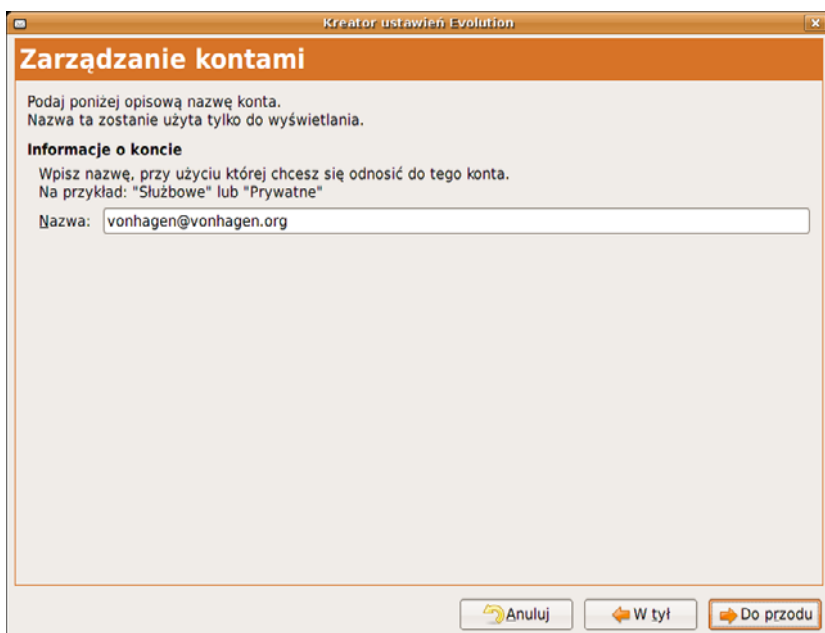 Kreator ustawień Evolution
Zarządzanie kontami
Podaj poniżej opisową nazwę konta.
Nazwa ta zostanie użyta tylko do wyświetlania.
Informacje o koncie
Wpisz nazwę, przy użyciu której chcesz się odnosić do tego konta.
Na przykład: "Służbowe" lub "Prywatne"
Nazwa: vonhagen@vonhagen.org
Anuluj W tył Do przodu